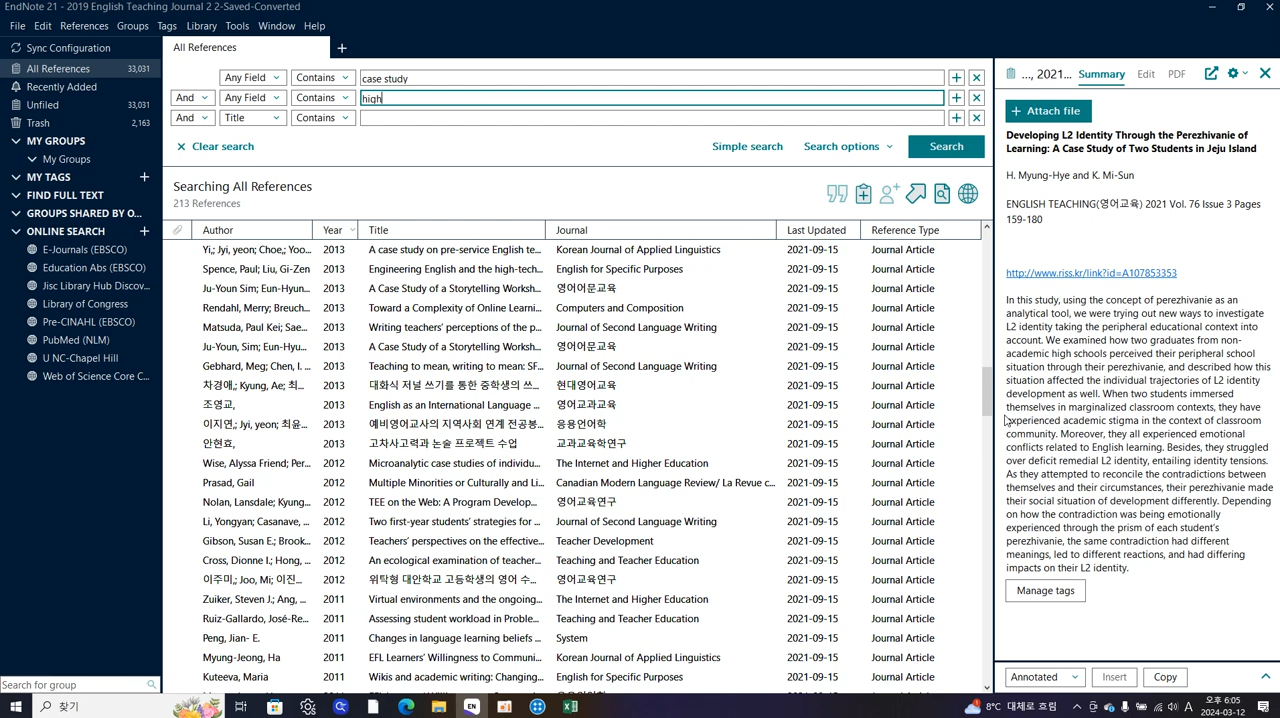 EndNote 21 - 2019 English Teaching Journal 2 2-Saved-Converted
File Edit References Groups Tags Library Tools Window Help
Sync Configuration
All References 33,031
Recently Added
Unfiled 33,031
Trash 2,163
MY GROUPS
My Groups
MY TAGS
FIND FULL TEXT
GROUPS SHARED BY O...
ONLINE SEARCH
E-Journals (EBSCO)
Education Abs (EBSCO)
Jisc Library Hub Discov...
Library of Congress
Pre-CINAHL (EBSCO)
PubMed (NLM)
U NC-Chapel Hill
Web of Science Core C...
Search for group
All References
Any Field Contains case study
And Any Field Contains high
And Title Contains
Clear search Simple search Search options Search
Searching All References
213 References
Author Year Title Journal Last Updated Reference Type
Yi,; Jyi, yeon; Choe,; Yoo... 2013 A case study on pre-service English te... Korean Journal of Applied Linguistics 2021-09-15 Journal Article
Spence, Paul; Liu, Gi-Zen 2013 Engineering English and the high-tech... English for Specific Purposes 2021-09-15 Journal Article
Ju-Youn Sim; Eun-Hyun... 2013 A Case Study of a Storytelling Worksh... 영어어문교육 2021-09-15 Journal Article
Rendahl, Merry; Breuch... 2013 Toward a Complexity of Online Learni... Computers and Composition 2021-09-15 Journal Article
Matsuda, Paul Kei; Sae... 2013 Writing teachers’ perceptions of the p... Journal of Second Language Writing 2021-09-15 Journal Article
Ju-Youn, Sim; Eun-Hyu... 2013 A Case Study of a Storytelling Worksh... 영어어문교육 2021-09-15 Journal Article
Gebhard, Meg; Chen, I. ... 2013 Teaching to mean, writing to mean: SF... Journal of Second Language Writing 2021-09-15 Journal Article
차경애,; Kyung, Ae; 최... 2013 대화식 저널 쓰기를 통한 중학생의 쓰... 현대영어교육 2021-09-15 Journal Article
조영교, 2013 English as an International Language ... 영어교과교육 2021-09-15 Journal Article
이지연,; Jyi, yeon; 최윤... 2013 예비영어교사의 지역사회 연계 전공봉... 응용언어학 2021-09-15 Journal Article
안현효, 2013 고차사고력과 논술 프로젝트 수업 교과교육학연구 2021-09-15 Journal Article
Wise, Alyssa Friend; Per... 2012 Microanalytic case studies of individu... The Internet and Higher Education 2021-09-15 Journal Article
Prasad, Gail 2012 Multiple Minorities or Culturally and Li... Canadian Modern Language Review/ La Revue c... 2021-09-15 Journal Article
Nolan, Lansdale; Kyung... 2012 TEE on the Web: A Program Develop... 영어교육연구 2021-09-15 Journal Article
Li, Yongyan; Casanave, ... 2012 Two first-year students’ strategies for ... Journal of Second Language Writing 2021-09-15 Journal Article
Gibson, Susan E.; Brook... 2012 Teachers’ perspectives on the effective... Teacher Development 2021-09-15 Journal Article
Cross, Dionne I.; Hong, ... 2012 An ecological examination of teacher... Teaching and Teacher Education 2021-09-15 Journal Article
이주미,; Joo, Mi; 이진... 2012 위탁형 대안학교 고등학생의 영어 수... 영어교육연구 2021-09-15 Journal Article
Zuiker, Steven J.; Ang, ... 2011 Virtual environments and the ongoing... The Internet and Higher Education 2021-09-15 Journal Article
Ruiz-Gallardo, José-Re... 2011 Assessing student workload in Proble... Teaching and Teacher Education 2021-09-15 Journal Article
Peng, Jian- E. 2011 Changes in language learning beliefs ... System 2021-09-15 Journal Article
Myung-Jeong, Ha 2011 EFL Learners’ Willingness to Communi... Korean Journal of Applied Linguistics 2021-09-15 Journal Article
Kuteeva, Maria 2011 Wikis and academic writing: Changing... English for Specific Purposes 2021-09-15 Journal Article
..., 2021... Summary Edit PDF
Attach file
Developing L2 Identity Through the Perezhivanie of
Learning: A Case Study of Two Students in Jeju Island
H. Myung-Hye and K. Mi-Sun
ENGLISH TEACHING(영어교육) 2021 Vol. 76 Issue 3 Pages
159-180
http://www.riss.kr/link?id=A107853353
In this study, using the concept of perezhivanie as an
analytical tool, we were trying out new ways to investigate
L2 identity taking the peripheral educational context into
account. We examined how two graduates from non-
academic high schools perceived their peripheral school
situation through their perezhivanie, and described how this
situation affected the individual trajectories of L2 identity
development as well. When two students immersed
themselves in marginalized classroom contexts, they have
experienced academic stigma in the context of classroom
community. Moreover, they all experienced emotional
conflicts related to English learning. Besides, they struggled
over deficit remedial L2 identity, entailing identity tensions.
As they attempted to reconcile the contradictions between
themselves and their circumstances, their perezhivanie made
their social situation of development differently. Depending
on how the contradiction was being emotionally
experienced through the prism of each student's
perezhivanie, the same contradiction had different
meanings, led to different reactions, and had differing
impacts on their L2 identity.
Manage tags
Annotated Insert Copy
찾기
EN
8°C 대체로 흐림
A
오후 6:05
2024-03-12